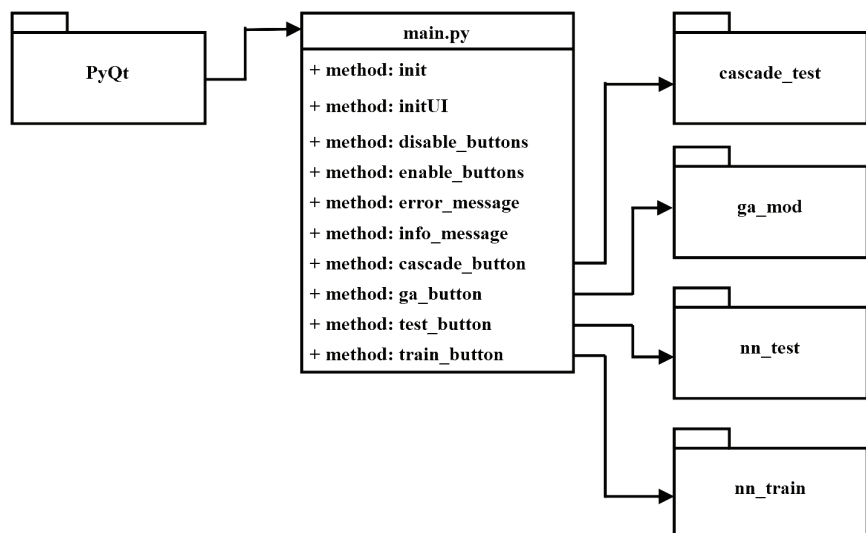 PyQt
main.py
+ method: init
+ method: initUI
+ method: disable_buttons
+ method: enable_buttons
+ method: error_message
+ method: info_message
+ method: cascade_button
+ method: ga_button
+ method: test_button
+ method: train_button
cascade_test
ga_mod
nn_test
nn_train